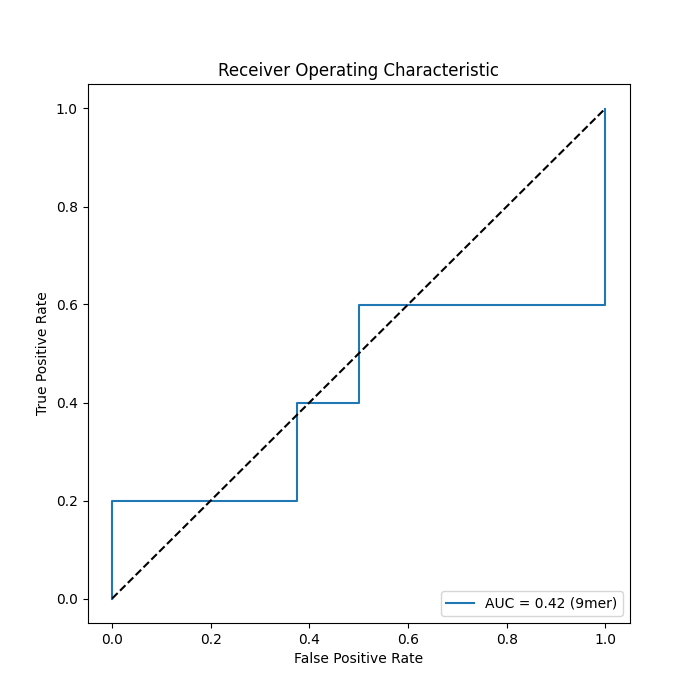 Receiver Operating Characteristic
True Positive Rate
1.0
0.8
0.6
0.4
0.2
0.0
AUC = 0.42 (9mer)
0.0 0.2 0.4 0.6 0.8 1.0
False Positive Rate